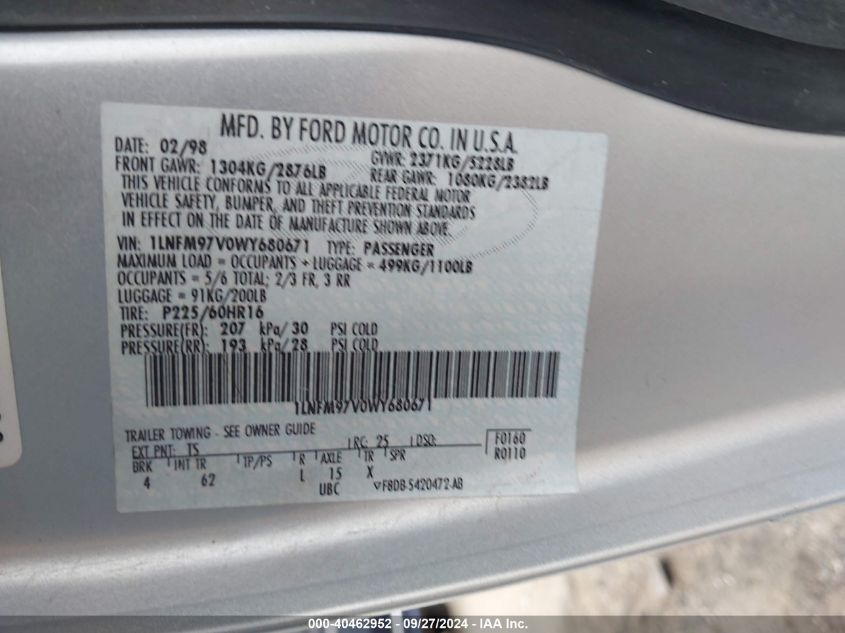 MFD. BY FORD MOTOR CO. IN U.S.A.
DATE: 02/98 GVWR: 2371KG/5228LB
FRONT GAWR: 1304KG/2876LB REAR GAWR: 1080KG/2382LB
THIS VEHICLE CONFORMS TO ALL APPLICABLE FEDERAL MOTOR
VEHICLE SAFETY, BUMPER, AND THEFT PREVENTION STANDARDS
IN EFFECT ON THE DATE OF MANUFACTURE SHOWN ABOVE.
VIN: 1LNFM97V0WY680671 TYPE: PASSENGER
MAXIMUM LOAD = OCCUPANTS + LUGGAGE = 499KG/1100LB
OCCUPANTS = 5/6 TOTAL; 2/3 FR, 3 RR
LUGGAGE = 91KG/200LB
TIRE: P225/60HR16
PRESSURE(FR): 207 kPa/30 PSI COLD
PRESSURE(RR): 193 kPa/28 PSI COLD
1LNFM97V0WY680671
TRAILER TOWING - SEE OWNER GUIDE
EXT PNT: TS RC: 25 DSO: F0160
BRK INT TR TP/PS R AXLE TR SPR R0110
4 62 L 15 X
UBC F8DB-5420472-AB
000-40462952 - 09/27/2024 - IAA Inc.